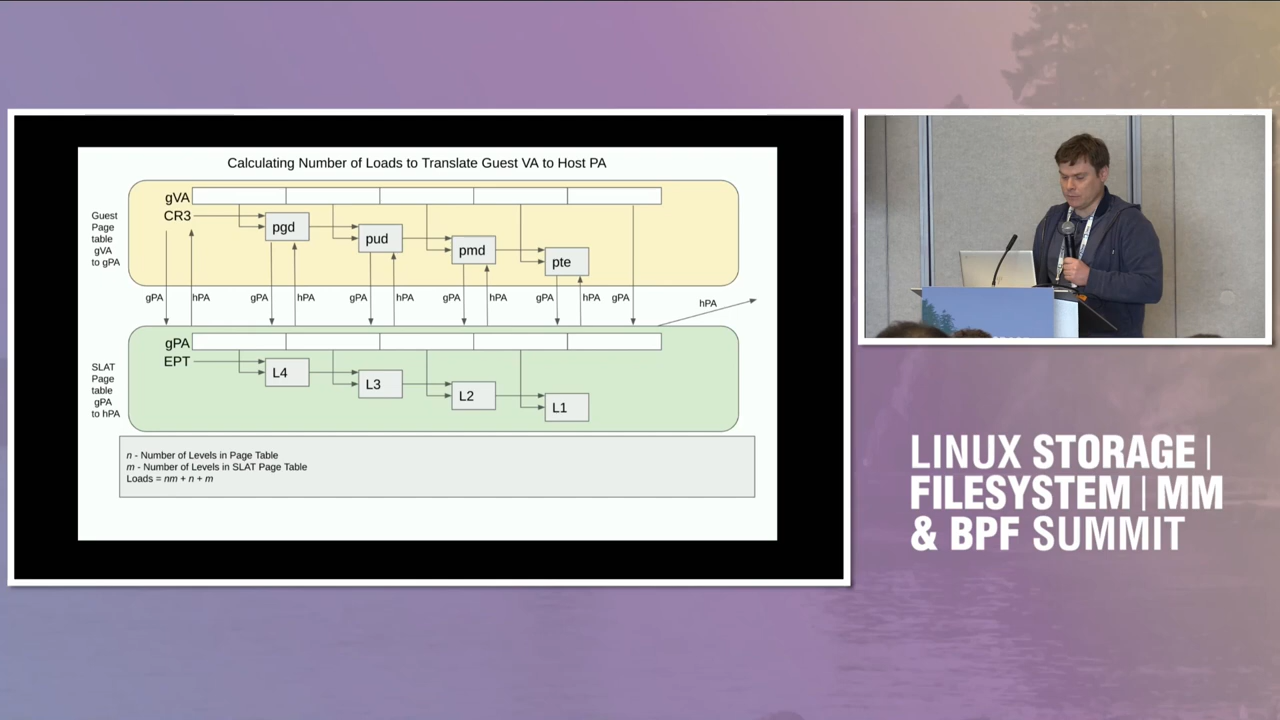 Calculating Number of Loads to Translate Guest VA to Host PA
Guest
Page
table
gVA
to gPA
gVA
CR3
pgd
pud
pmd
pte
gPA
hPA
gPA
hPA
gPA
hPA
gPA
hPA
gPA
hPA
gPA
hPA
SLAT
Page
table
gPA
to hPA
gPA
EPT
L4
L3
L2
L1
n - Number of Levels in Page Table
m - Number of Levels in SLAT Page Table
Loads = nm + n + m
LINUX STORAGE |
FILESYSTEM | MM
& BPF SUMMIT